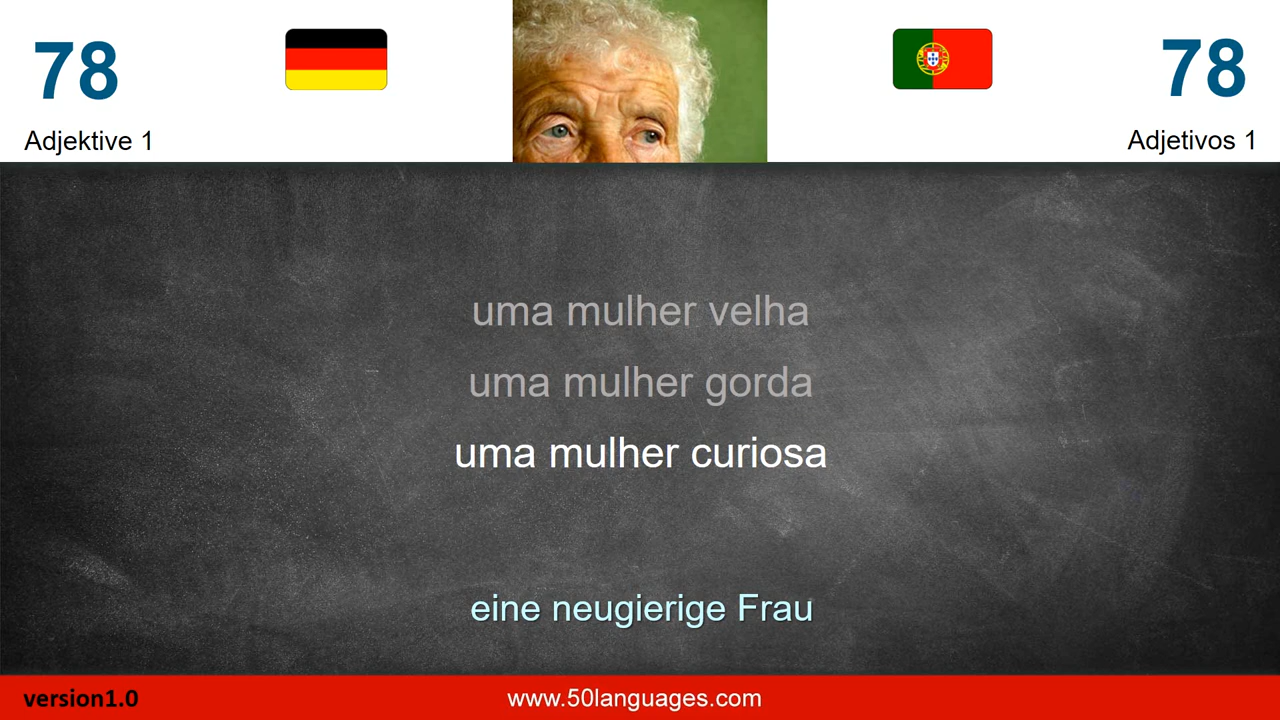 78
78
Adjektive 1
Adjetivos 1
uma mulher velha
uma mulher gorda
uma mulher curiosa
eine neugierige Frau
version1.0
www.50languages.com